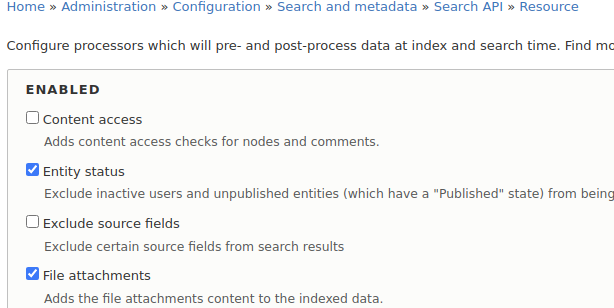 Home » Administration » Configuration » Search and metadata » Search API » Resource
Configure processors which will pre- and post-process data at index and search time. Find mo
ENABLED
Content access
Adds content access checks for nodes and comments.
Entity status
Exclude inactive users and unpublished entities (which have a "Published" state) from being
Exclude source fields
Exclude certain source fields from search results
File attachments
Adds the file attachments content to the indexed data.